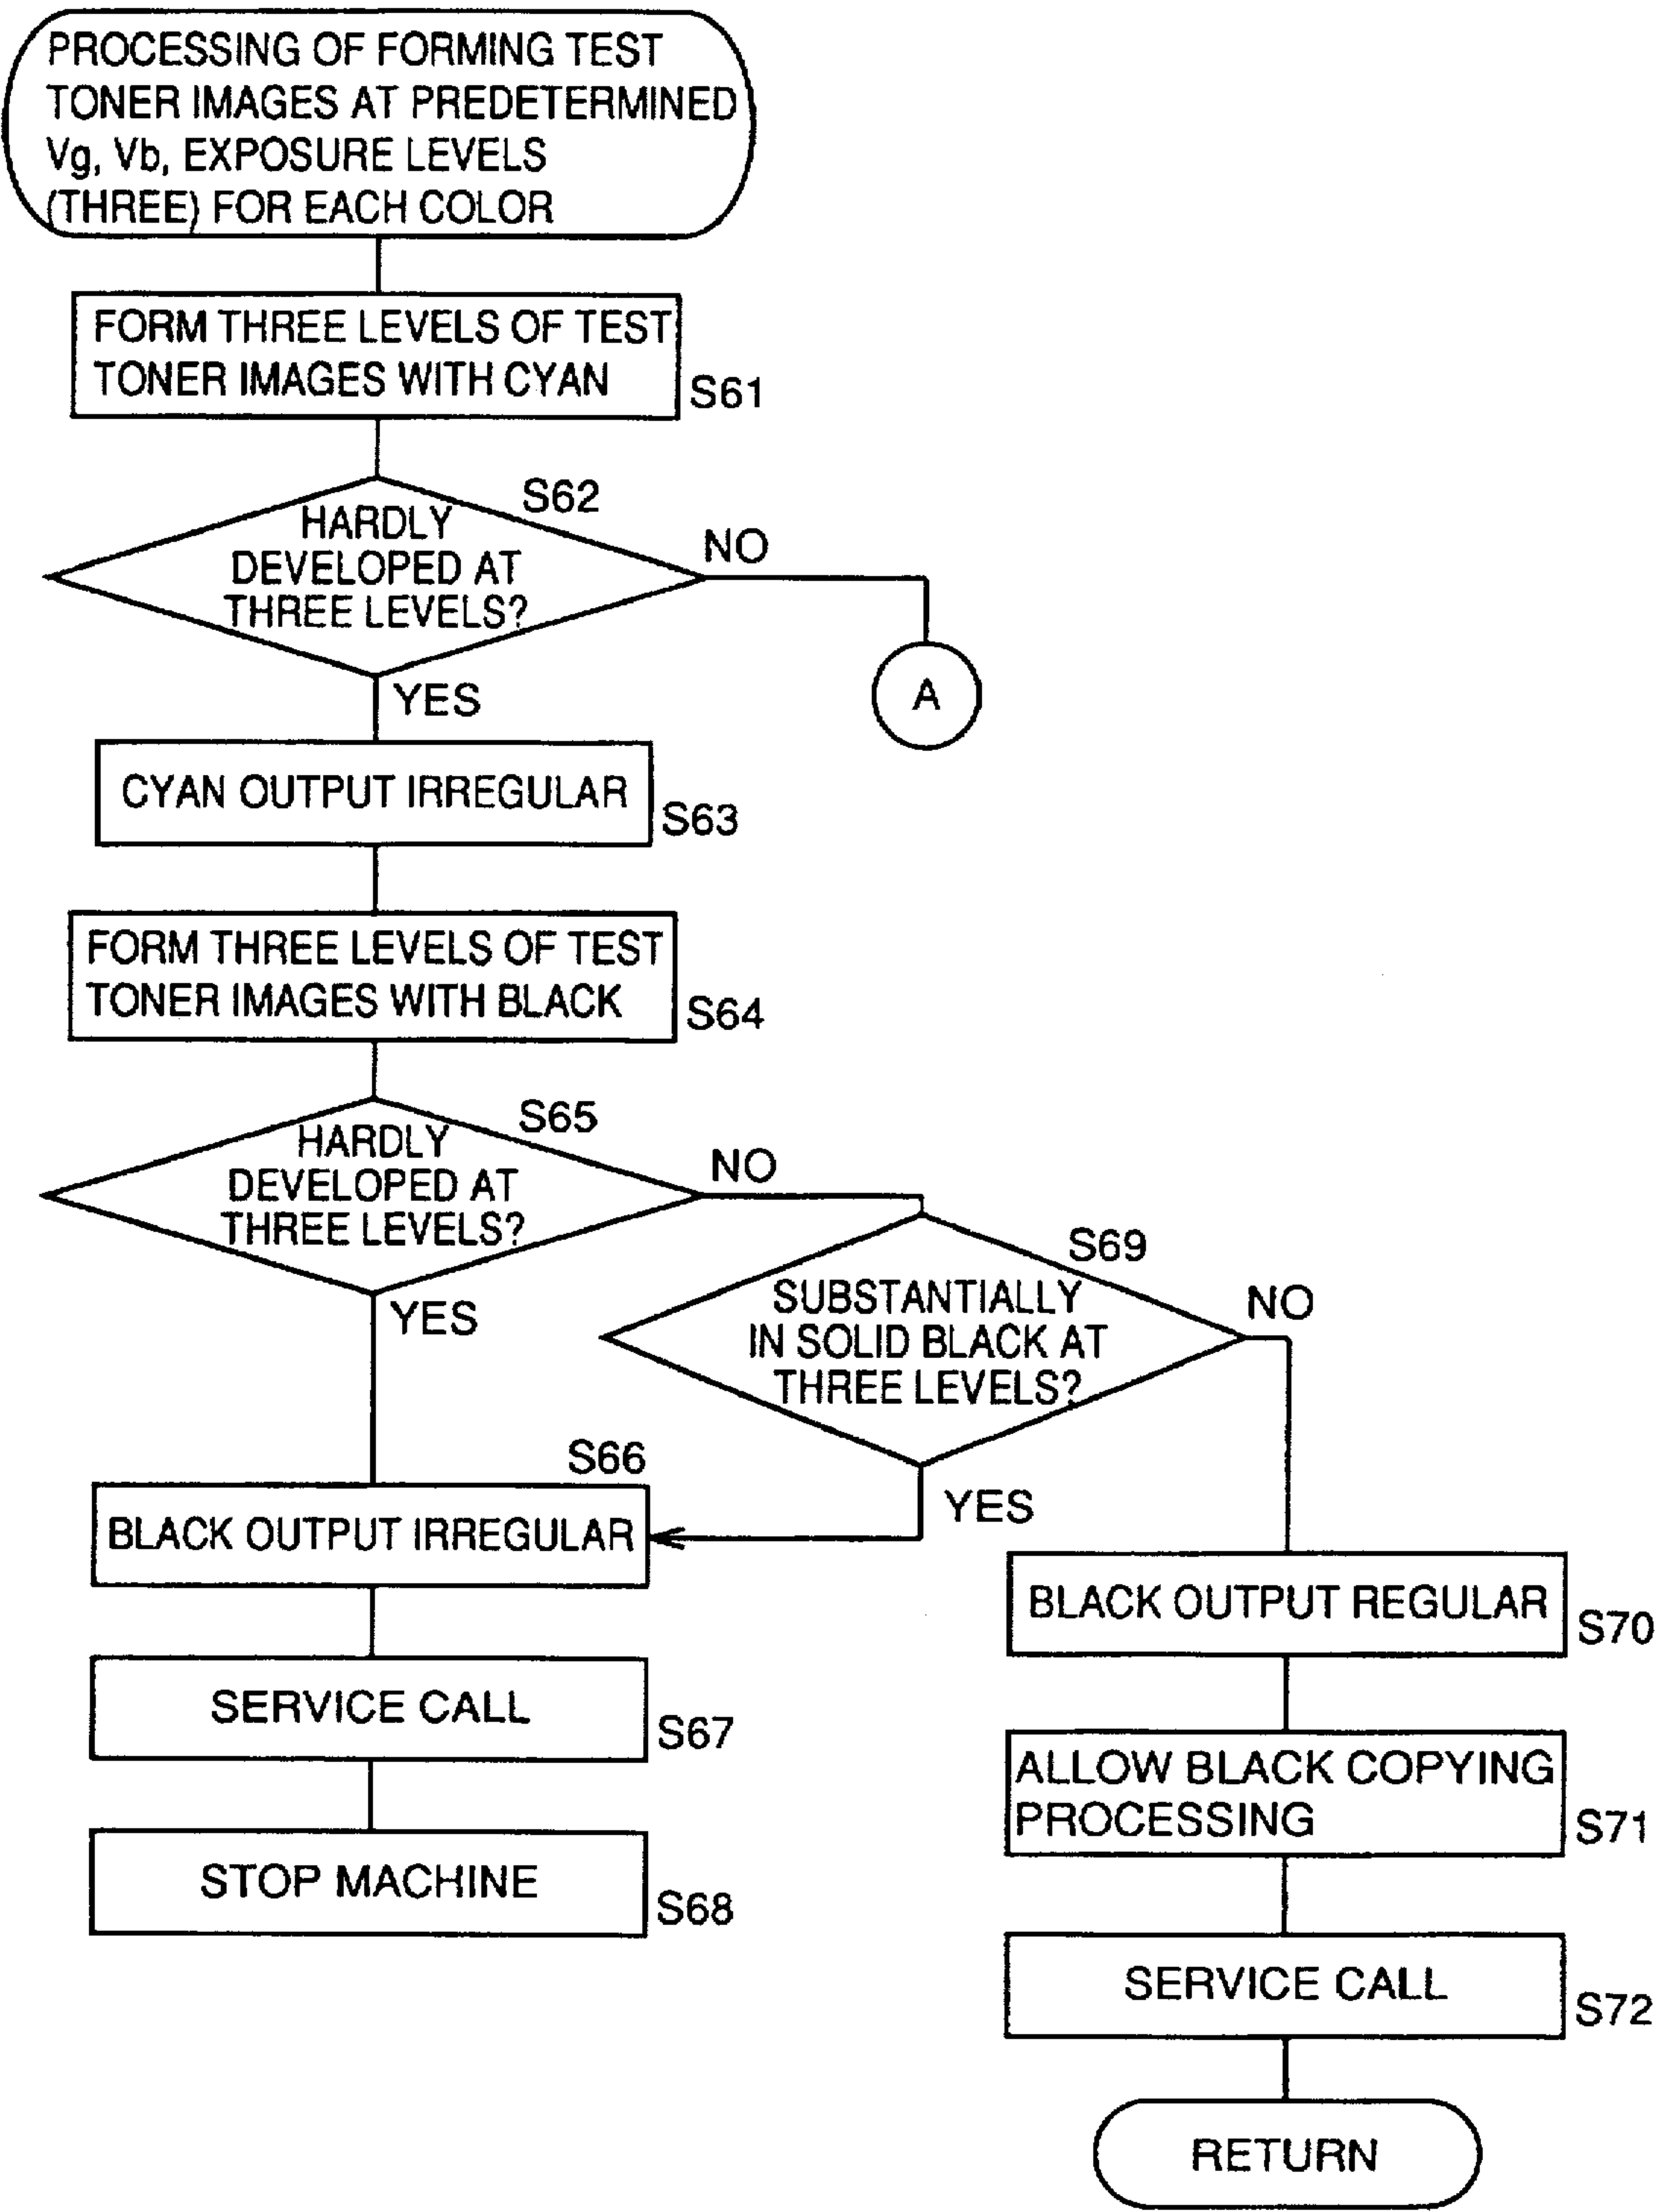 PROCESSING OF FORMING TEST
TONER IMAGES AT PREDETERMINED
Vg, Vb, EXPOSURE LEVELS
(THREE) FOR EACH COLOR
FORM THREE LEVELS OF TEST
TONER IMAGES WITH CYAN
S61
S62
HARDLY
DEVELOPED AT
THREE LEVELS?
NO
A
YES
CYAN OUTPUT IRREGULAR
S63
FORM THREE LEVELS OF TEST
TONER IMAGES WITH BLACK
S64
S65
HARDLY
DEVELOPED AT
THREE LEVELS?
NO
YES
S69
SUBSTANTIALLY
IN SOLID BLACK AT
THREE LEVELS?
NO
YES
S66
BLACK OUTPUT IRREGULAR
SERVICE CALL
S67
STOP MACHINE
S68
BLACK OUTPUT REGULAR
S70
ALLOW BLACK COPYING
PROCESSING
S71
SERVICE CALL
S72
RETURN